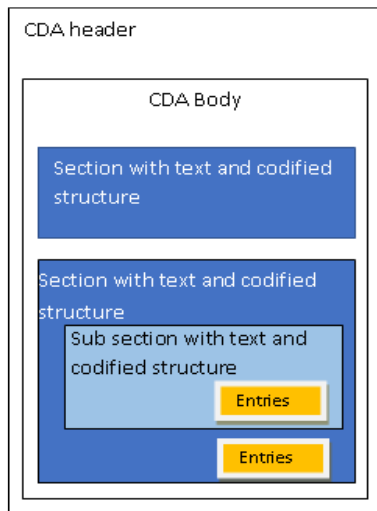 CDA header
CDA Body
Section with text and codified
structure
Section with text and codified
structure
Sub section with text and
codified structure
Entries
Entries